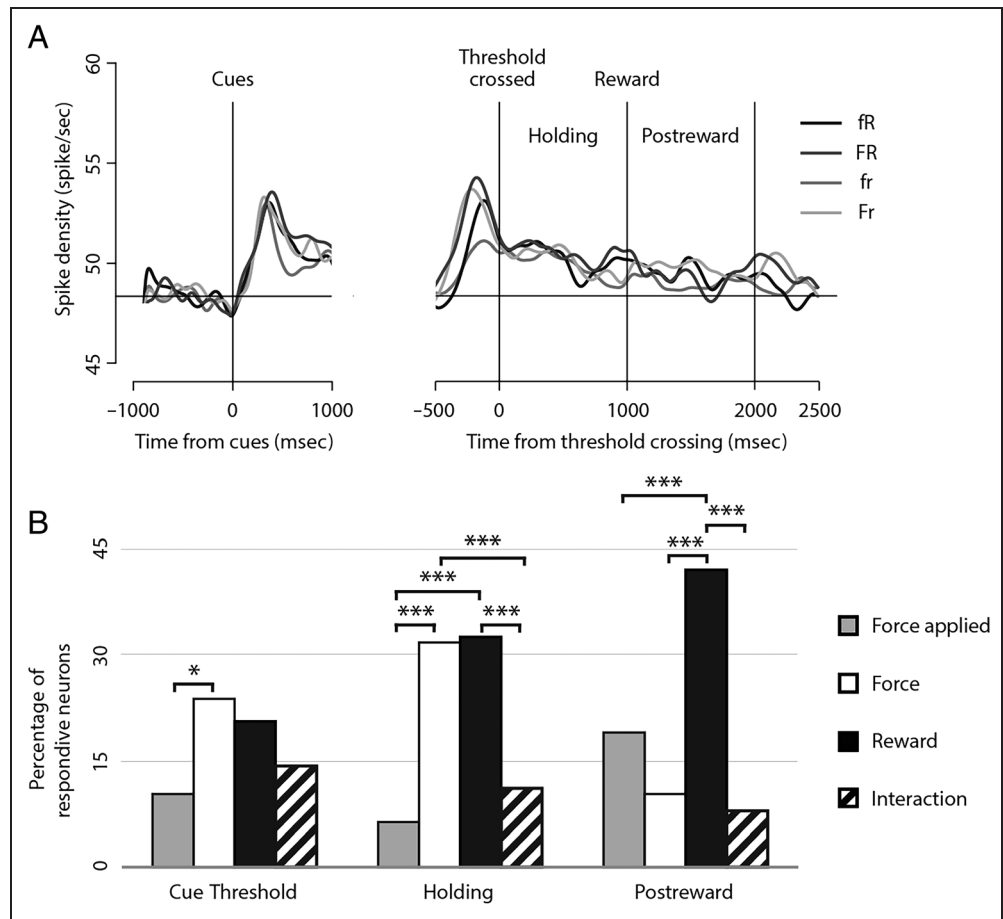 A
60
55
50
45
Spike density (spike/sec)
Cues
Threshold
crossed
Reward
Holding
Postreward
fR
FR
fr
Fr
−1000
0
1000
−500
0
1000
2000
2500
Time from cues (msec)
Time from threshold crossing (msec)
B
***
***
***
***
***
***
***
*
45
30
15
0
Percentage of
respondive neurons
Force applied
Force
Reward
Interaction
Cue Threshold
Holding
Postreward